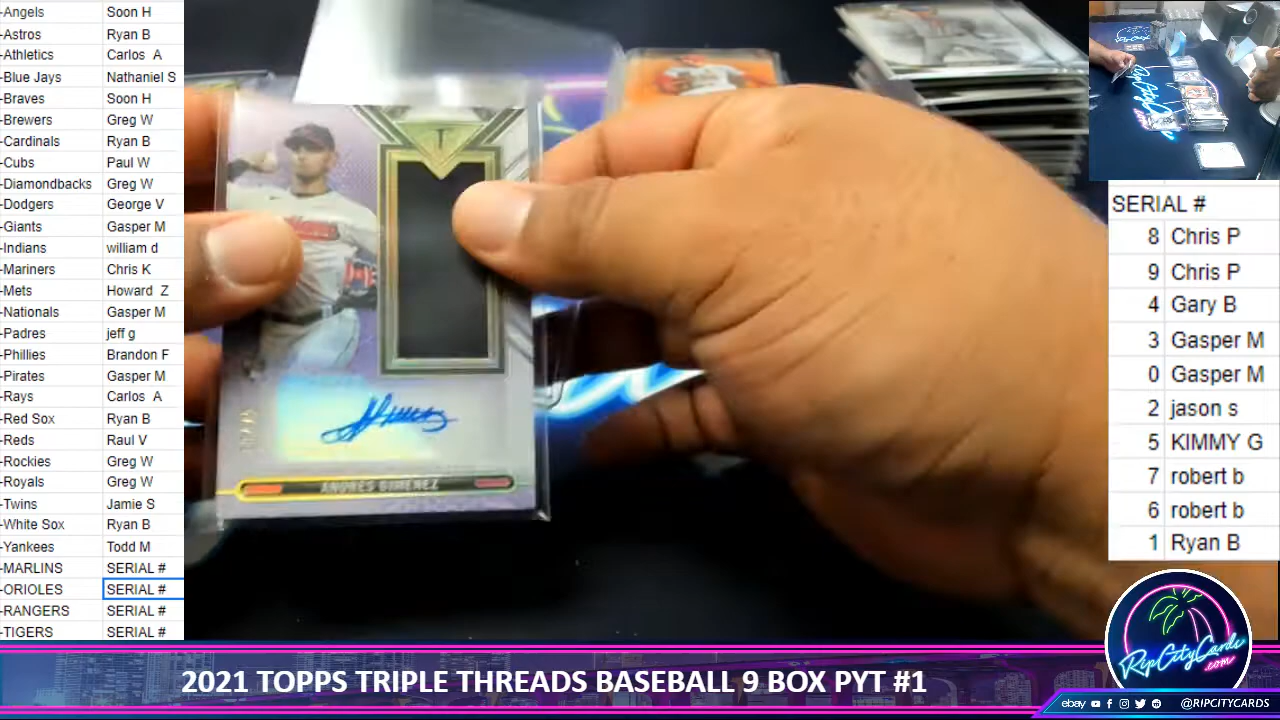 -Angels Soon H
-Astros Ryan B
-Athletics Carlos A
-Blue Jays Nathaniel S
-Braves Soon H
-Brewers Greg W
-Cardinals Ryan B
-Cubs Paul W
-Diamondbacks Greg W
-Dodgers George V
-Giants Gasper M
-Indians william d
-Mariners Chris K
-Mets Howard Z
-Nationals Gasper M
-Padres jeff g
-Phillies Brandon F
-Pirates Gasper M
-Rays Carlos A
-Red Sox Ryan B
-Reds Raul V
-Rockies Greg W
-Royals Greg W
-Twins Jamie S
-White Sox Ryan B
-Yankees Todd M
-MARLINS SERIAL #
-ORIOLES SERIAL #
-RANGERS SERIAL #
-TIGERS SERIAL #
T
ANDRES GIMENEZ
SERIAL #
8 Chris P
9 Chris P
4 Gary B
3 Gasper M
0 Gasper M
2 jason s
5 KIMMY G
7 robert b
6 robert b
1 Ryan B
RipCityCards
.com
2021 TOPPS TRIPLE THREADS BASEBALL 9 BOX PYT #1
ebay @RIPCITYCARDS